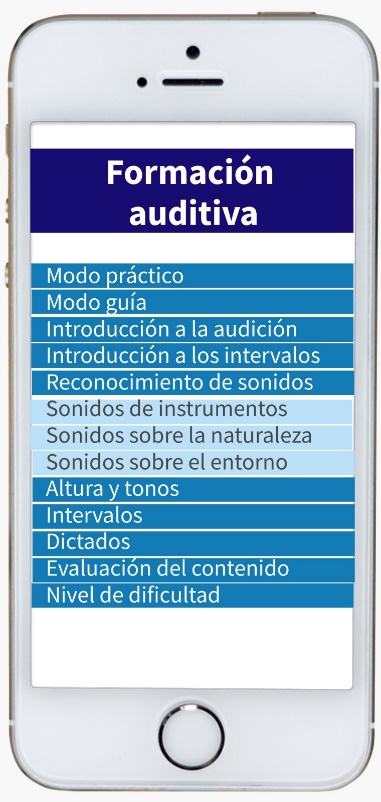 Formación
auditiva
Modo práctico
Modo guía
Introducción a la audición
Introducción a los intervalos
Reconocimiento de sonidos
Sonidos de instrumentos
Sonidos sobre la naturaleza
Sonidos sobre el entorno
Altura y tonos
Intervalos
Dictados
Evaluación del contenido
Nivel de dificultad